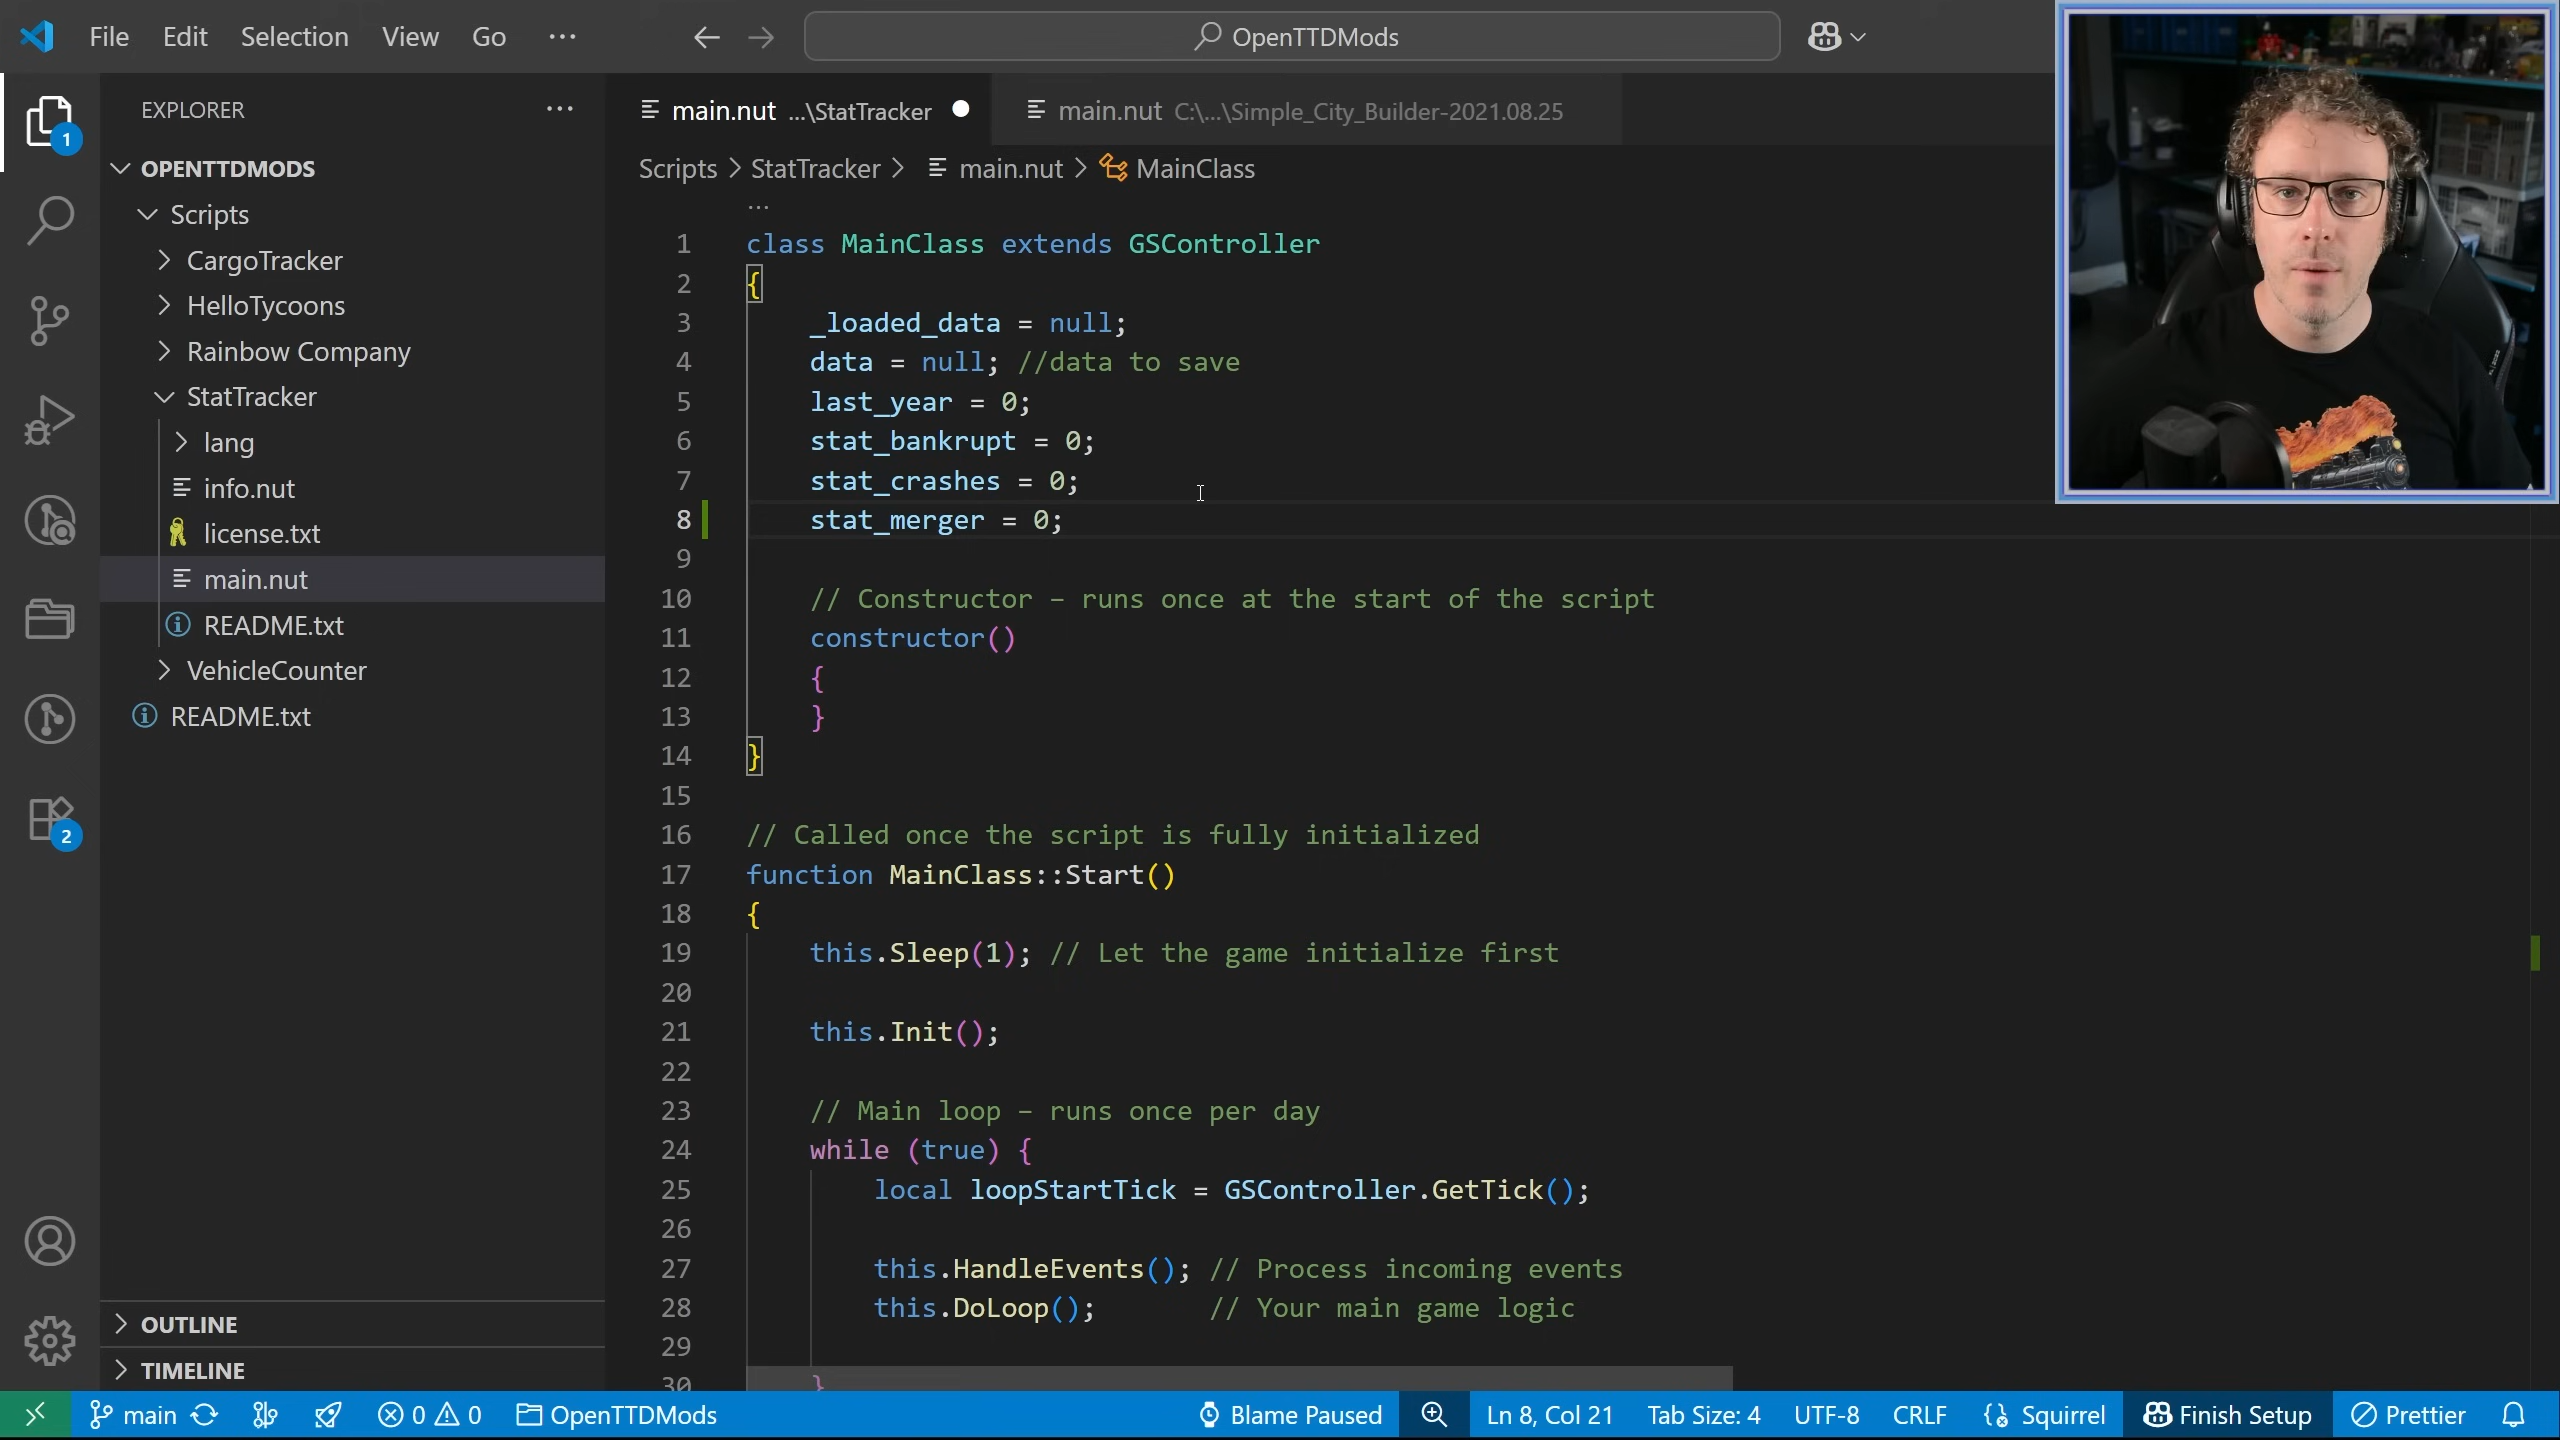 File Edit Selection View Go ...
OpenTTDMods
EXPLORER ...
1
OPENTTDMODS
Scripts
CargoTracker
HelloTycoons
Rainbow Company
StatTracker
lang
info.nut
license.txt
main.nut
README.txt
VehicleCounter
README.txt
2
OUTLINE
TIMELINE
main.nut ...\StatTracker
main.nut C:\...\Simple_City_Builder-2021.08.25
Scripts > StatTracker > main.nut > MainClass
...
1 class MainClass extends GSController
2 {
3 _loaded_data = null;
4 data = null; //data to save
5 last_year = 0;
6 stat_bankrupt = 0;
7 stat_crashes = 0;
8 stat_merger = 0;
9
10 // Constructor – runs once at the start of the script
11 constructor()
12 {
13 }
14 }
15
16 // Called once the script is fully initialized
17 function MainClass::Start()
18 {
19 this.Sleep(1); // Let the game initialize first
20
21 this.Init();
22
23 // Main loop – runs once per day
24 while (true) {
25 local loopStartTick = GSController.GetTick();
26
27 this.HandleEvents(); // Process incoming events
28 this.DoLoop(); // Your main game logic
29
30 }
main 0 0 OpenTTDMods Blame Paused Ln 8, Col 21 Tab Size: 4 UTF-8 CRLF Squirrel Finish Setup Prettier